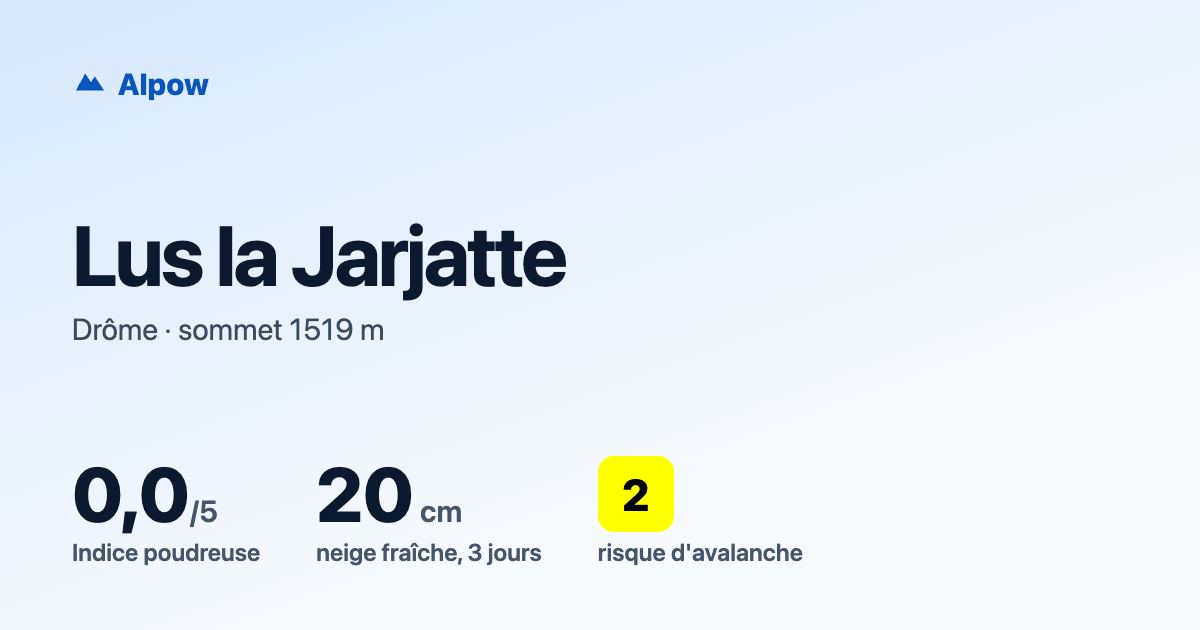 Alpow
Lus la Jarjatte
Drôme · sommet 1519 m
0,0/5
Indice poudreuse
20 cm
neige fraîche, 3 jours
2
risque d'avalanche